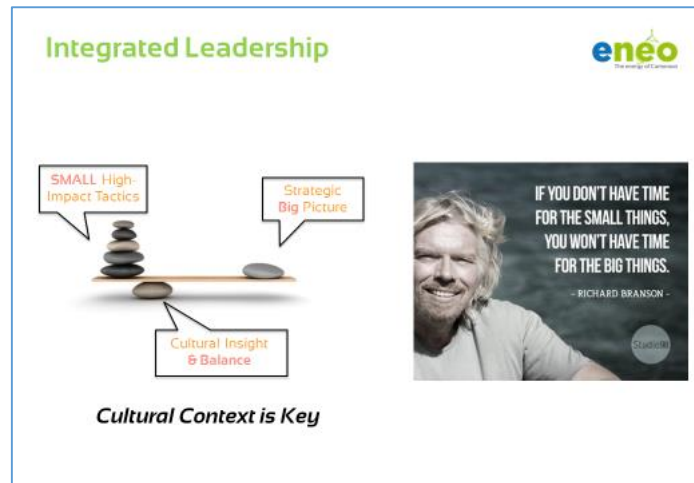 Integrated Leadership
eneo
The energy of Cameroon
SMALL High-
Impact Tactics
Strategic
Big Picture
Cultural Insight
& Balance
Cultural Context is Key
IF YOU DON'T HAVE TIME
FOR THE SMALL THINGS,
YOU WON'T HAVE TIME
FOR THE BIG THINGS.
- RICHARD BRANSON -